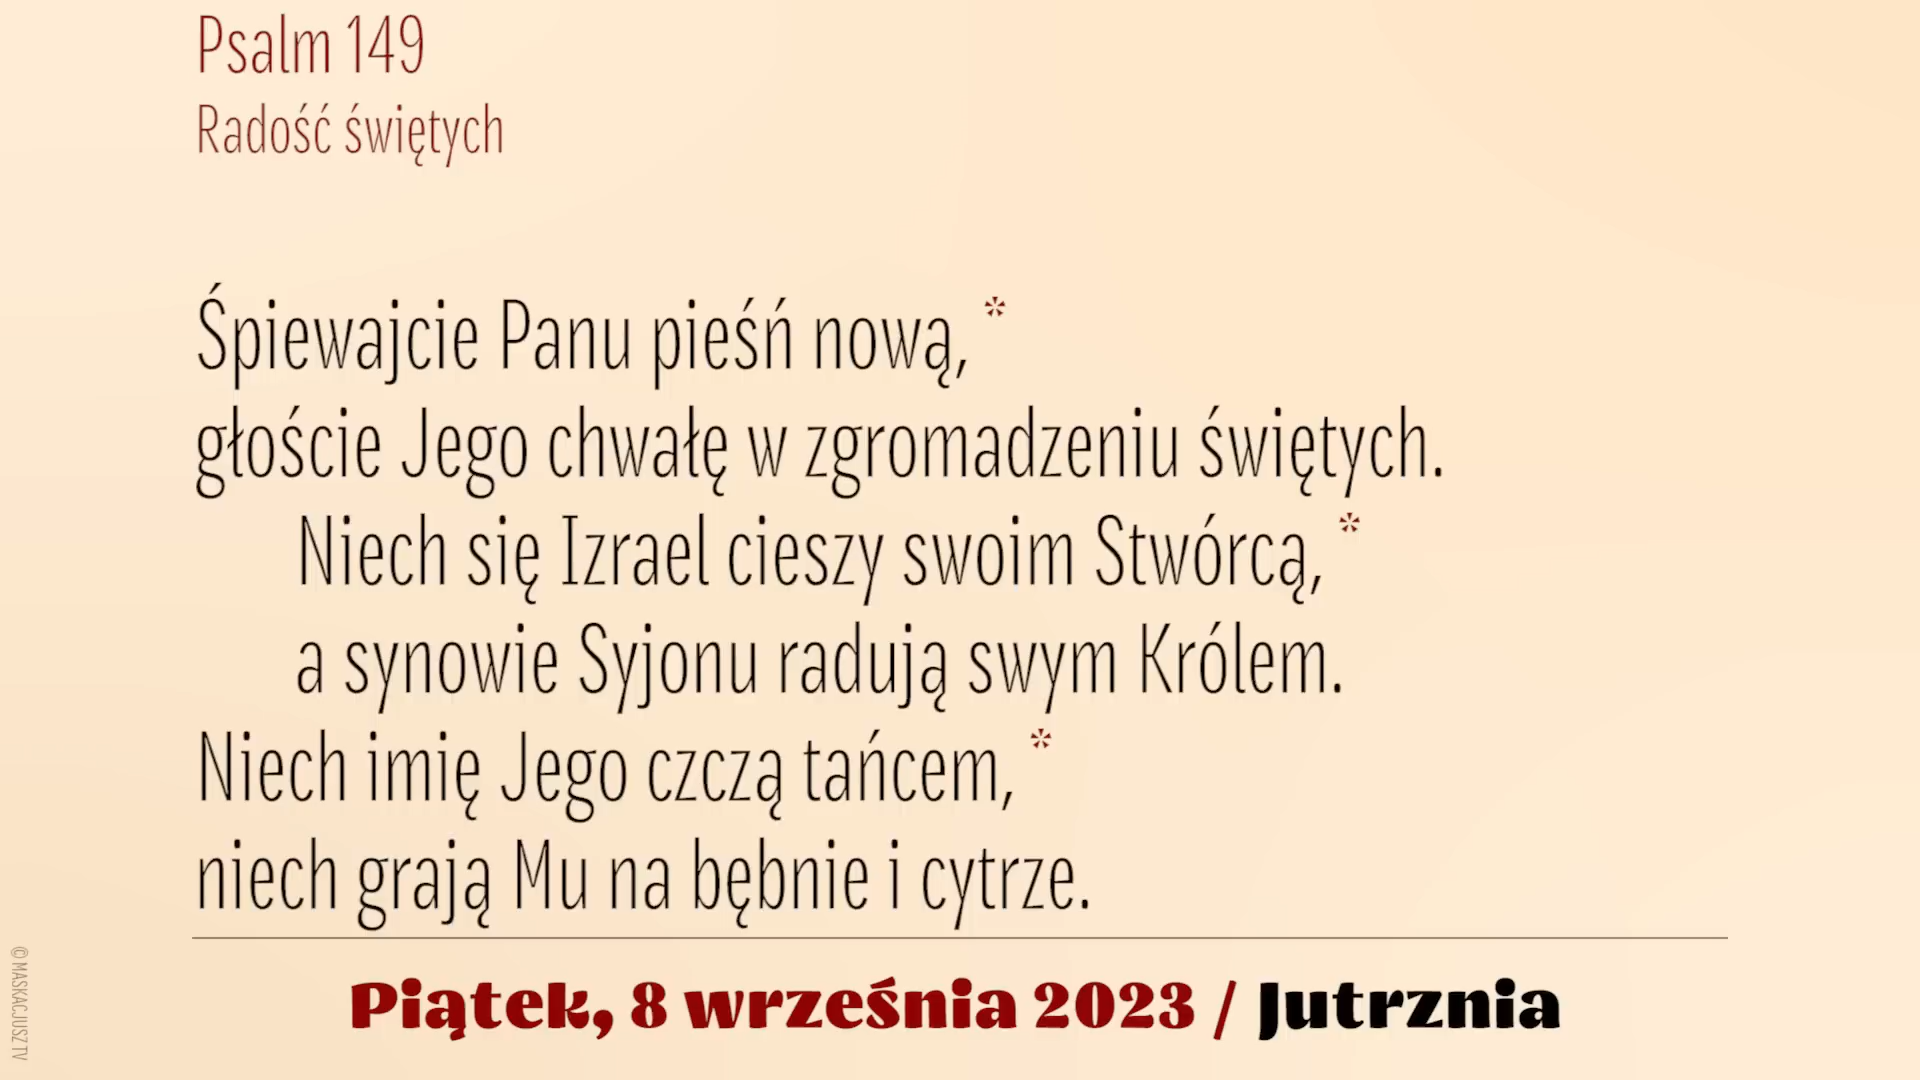 Psalm 149
Radość świętych
Śpiewajcie Panu pieśń nową, *
głoście Jego chwałę w zgromadzeniu świętych.
Niech się Izrael cieszy swoim Stwórcą, *
a synowie Syjonu radują swym Królem.
Niech imię Jego czczą tańcem, *
niech grają Mu na bębnie i cytrze.
Piątek, 8 września 2023 / Jutrznia
© MASKACJUSZ TV